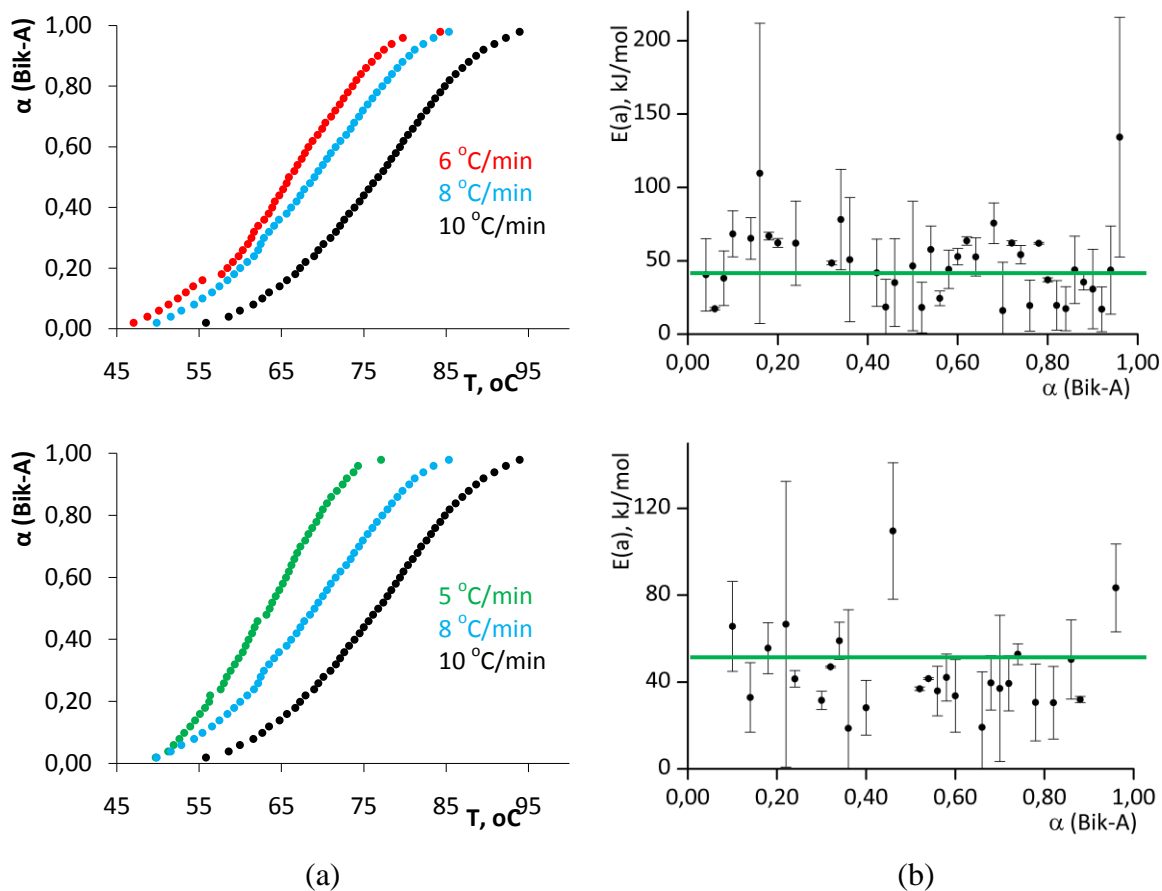 α (Bik-A)
1,00
0,80
0,60
0,40
0,20
0,00
6 °C/min
8 °C/min
10 °C/min
45 55 65 75 85 95
T, oC
E(a), kJ/mol
200
150
100
50
0
0,00 0,20 0,40 0,60 0,80 1,00
α (Bik-A)
α (Bik-A)
1,00
0,80
0,60
0,40
0,20
0,00
5 °C/min
8 °C/min
10 °C/min
45 55 65 75 85 95
T, oC
E(a), kJ/mol
120
80
40
0
0,00 0,20 0,40 0,60 0,80 1,00
α (Bik-A)
(a) (b)